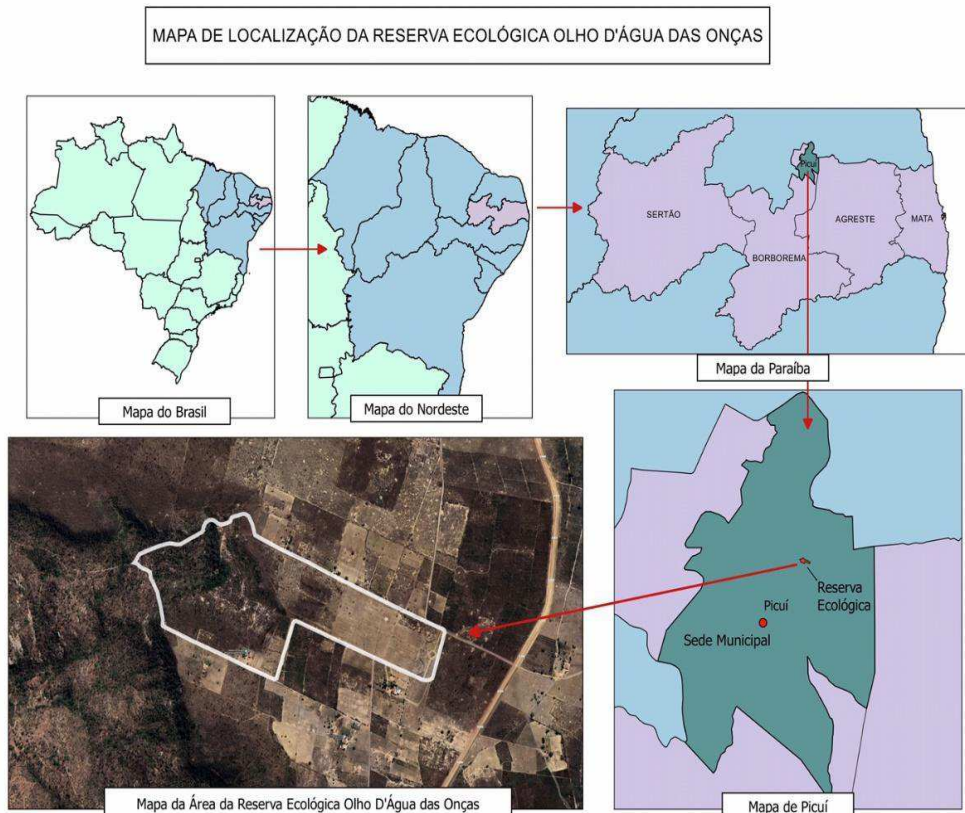 MAPA DE LOCALIZAÇÃO DA RESERVA ECOLÓGICA OLHO D'ÁGUA DAS ONÇAS
Mapa do Brasil
Mapa do Nordeste
Picuí
SERTÃO
AGRESTE
MATA
BORBOREMA
Mapa da Paraíba
Reserva
Ecológica
Picuí
Sede Municipal
Mapa da Área da Reserva Ecológica Olho D'Água das Onças
Mapa de Picuí